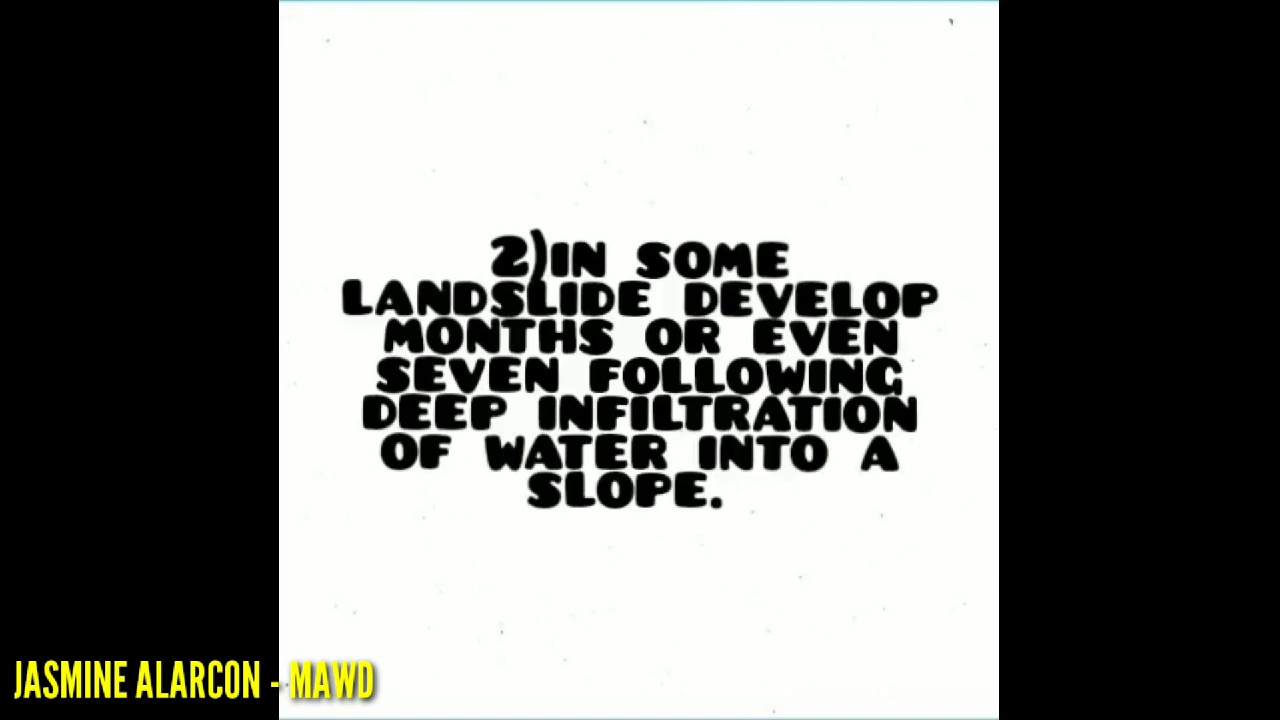 2)IN SOME
LANDSLIDE DEVELOP
MONTHS OR EVEN
SEVEN FOLLOWING
DEEP INFILTRATION
OF WATER INTO A
SLOPE.
JASMINE ALARCON - MAWD